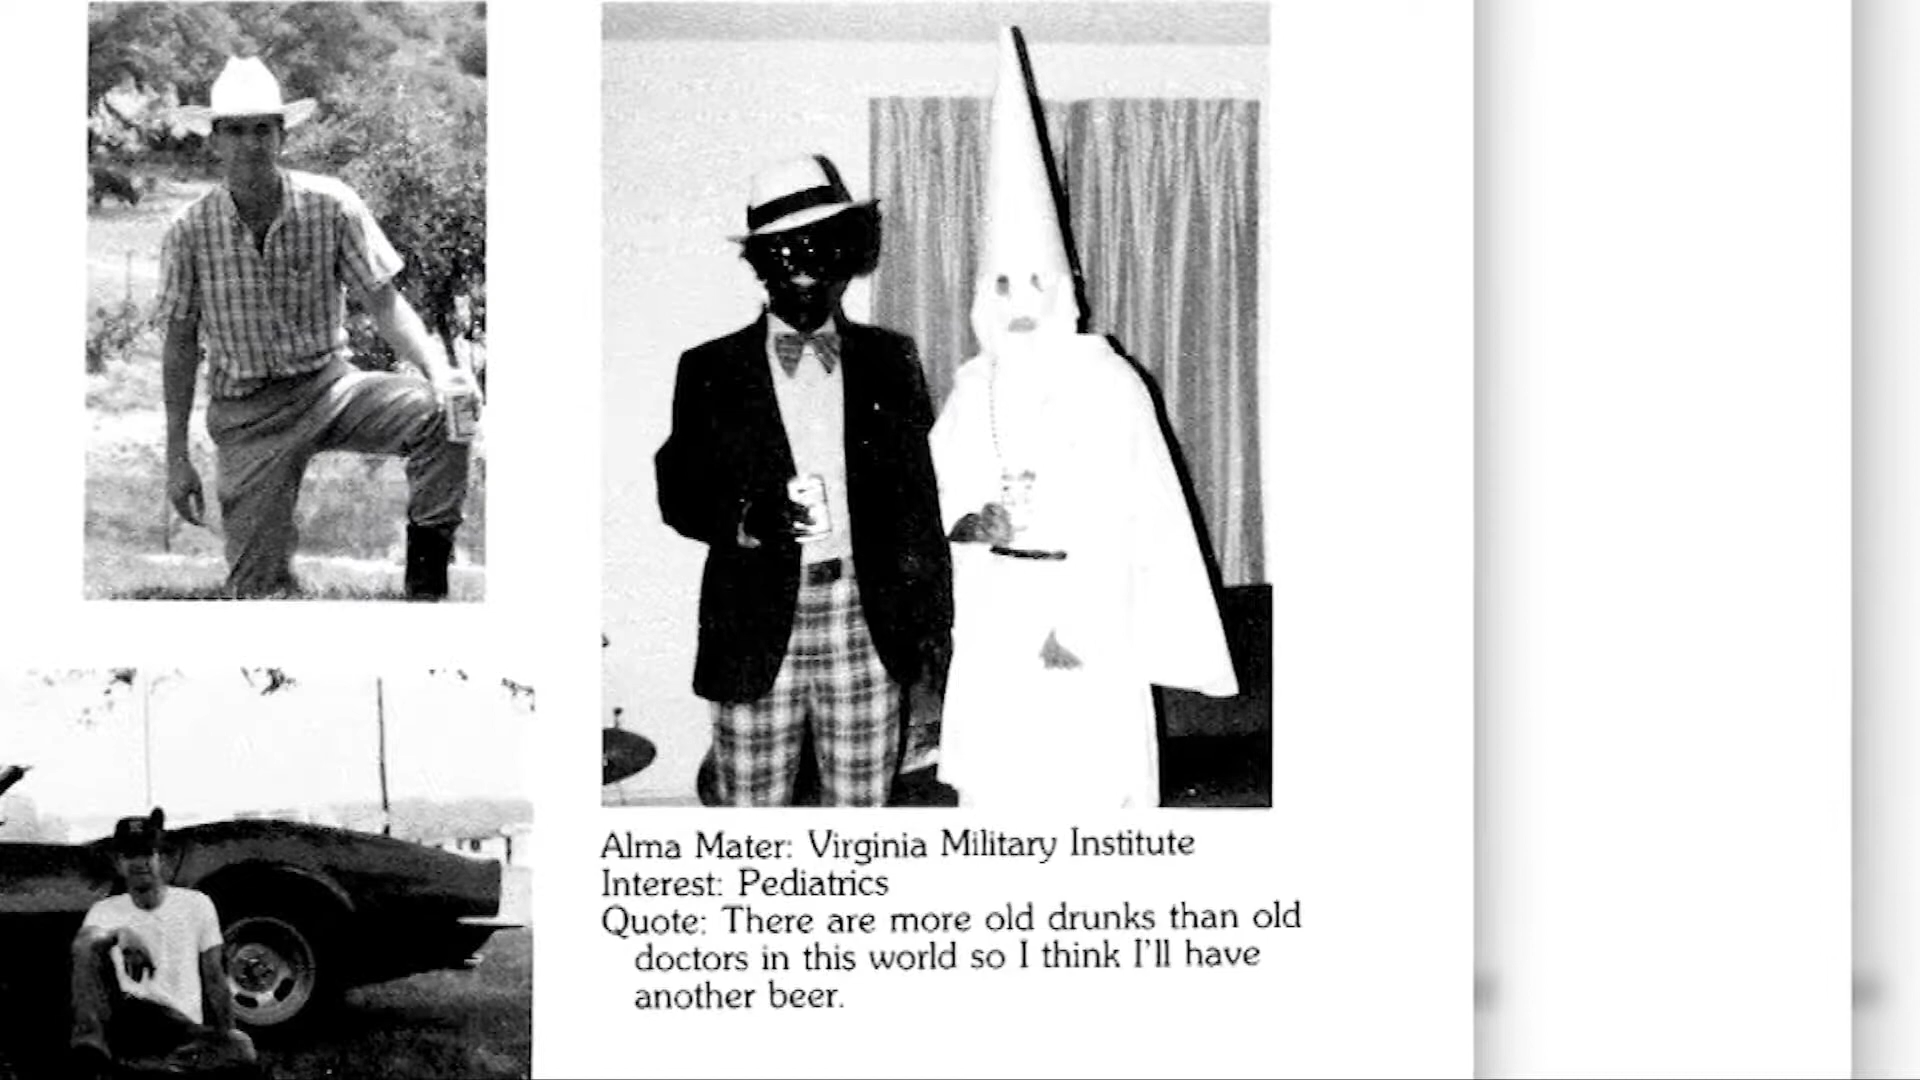 Alma Mater: Virginia Military Institute
Interest: Pediatrics
Quote: There are more old drunks than old
doctors in this world so I think I'll have
another beer.